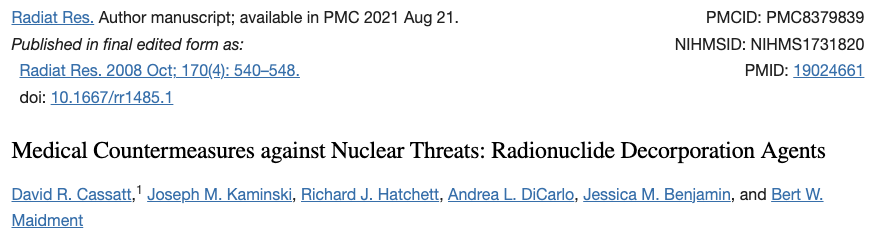 Radiat Res. Author manuscript; available in PMC 2021 Aug 21.
Published in final edited form as:
Radiat Res. 2008 Oct; 170(4): 540–548.
doi: 10.1667/rr1485.1
PMCID: PMC8379839
NIHMSID: NIHMS1731820
PMID: 19024661
Medical Countermeasures against Nuclear Threats: Radionuclide Decorporation Agents
David R. Cassatt,1 Joseph M. Kaminski, Richard J. Hatchett, Andrea L. DiCarlo, Jessica M. Benjamin, and Bert W.
Maidment